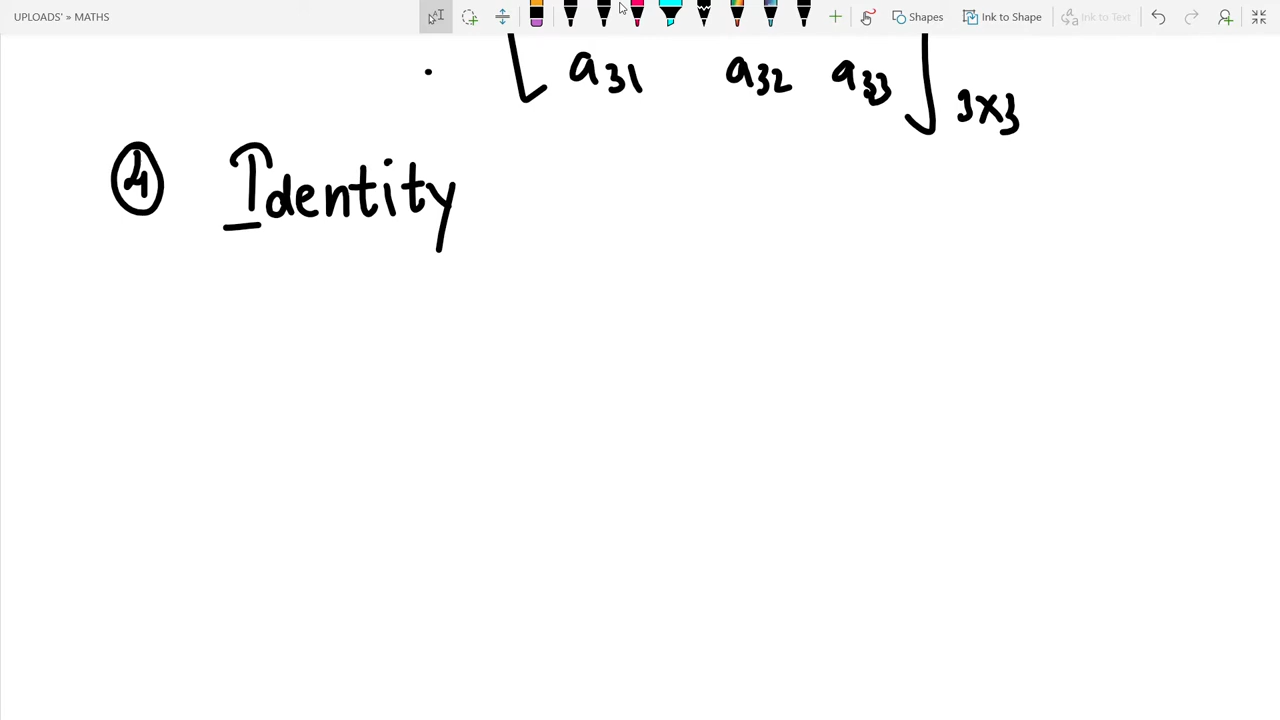 UPLOADS' » MATHS
Shapes Ink to Shape Ink to Text
a31 a32 a33
3x3
4 Identity